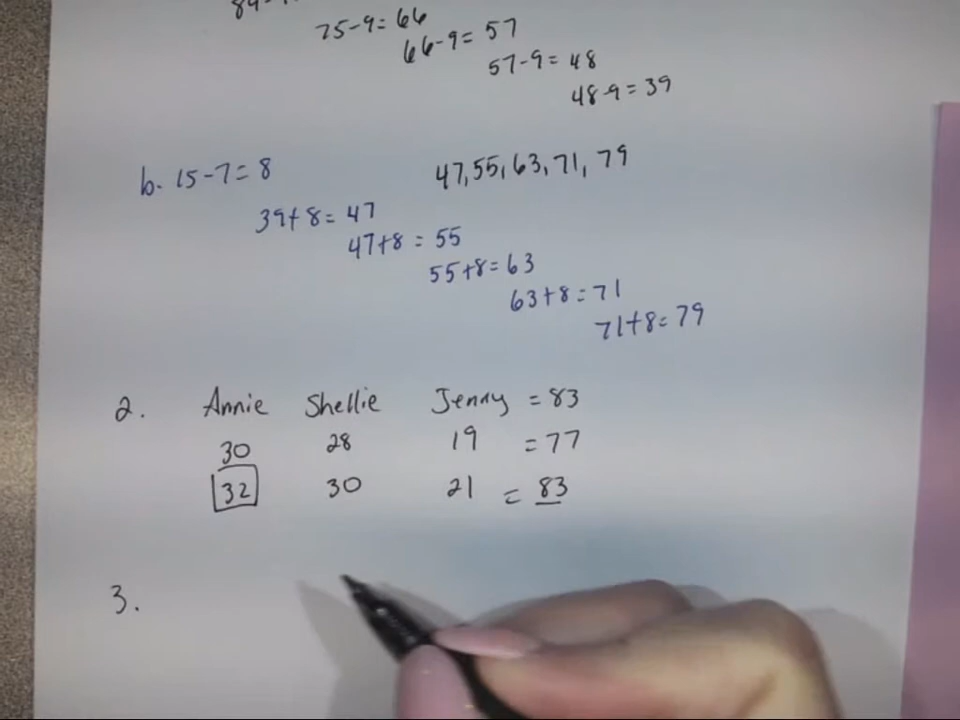 75-9=66
66-9=57
57-9=48
48-9=39
b. 15-7=8 47,55,63,71,79
39+8=47
47+8=55
55+8=63
63+8=71
71+8=79
2. Annie Shellie Jenny =83
30 28 19 =77
32 30 21 =83
3.